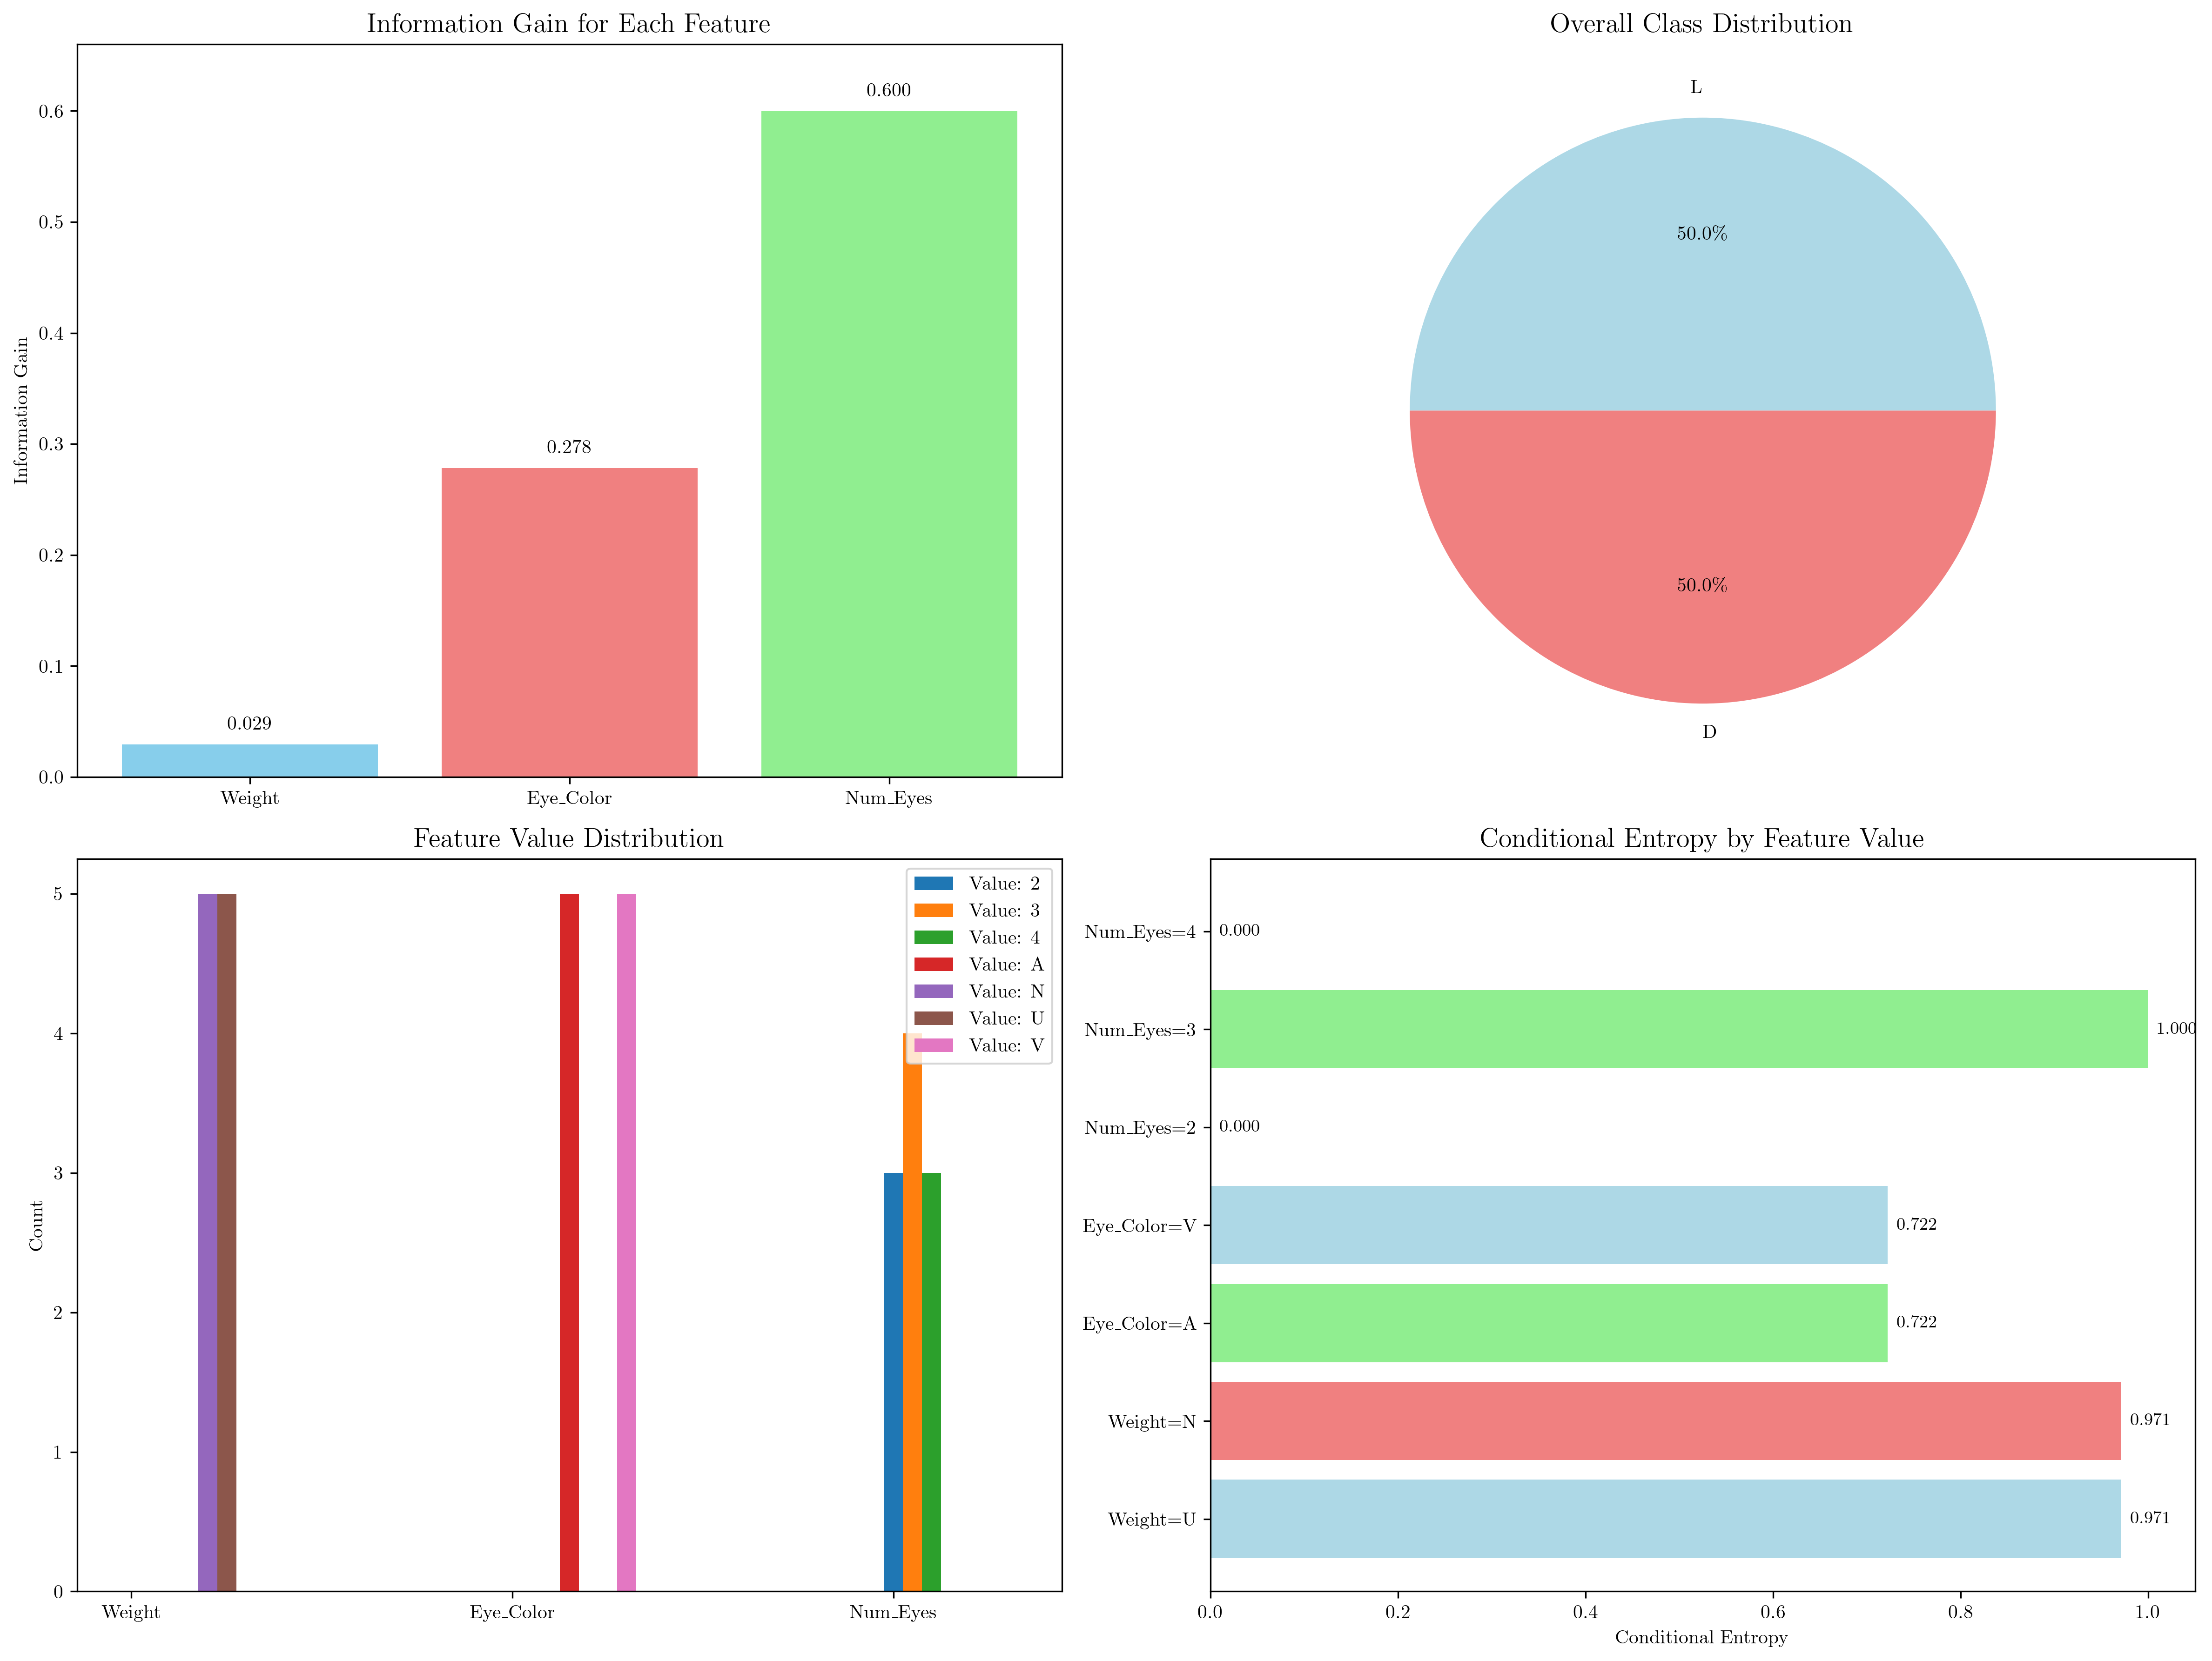 Information Gain for Each Feature
Information Gain
0.6
0.5
0.4
0.3
0.2
0.1
0.0
0.029
0.278
0.600
Weight
Eye_Color
Num_Eyes
Overall Class Distribution
L
50.0%
50.0%
D
Feature Value Distribution
Count
5
4
3
2
1
0
Value: 2
Value: 3
Value: 4
Value: A
Value: N
Value: U
Value: V
Weight
Eye_Color
Num_Eyes
Conditional Entropy by Feature Value
Num_Eyes=4
0.000
Num_Eyes=3
1.000
Num_Eyes=2
0.000
Eye_Color=V
0.722
Eye_Color=A
0.722
Weight=N
0.971
Weight=U
0.971
0.0
0.2
0.4
0.6
0.8
1.0
Conditional Entropy